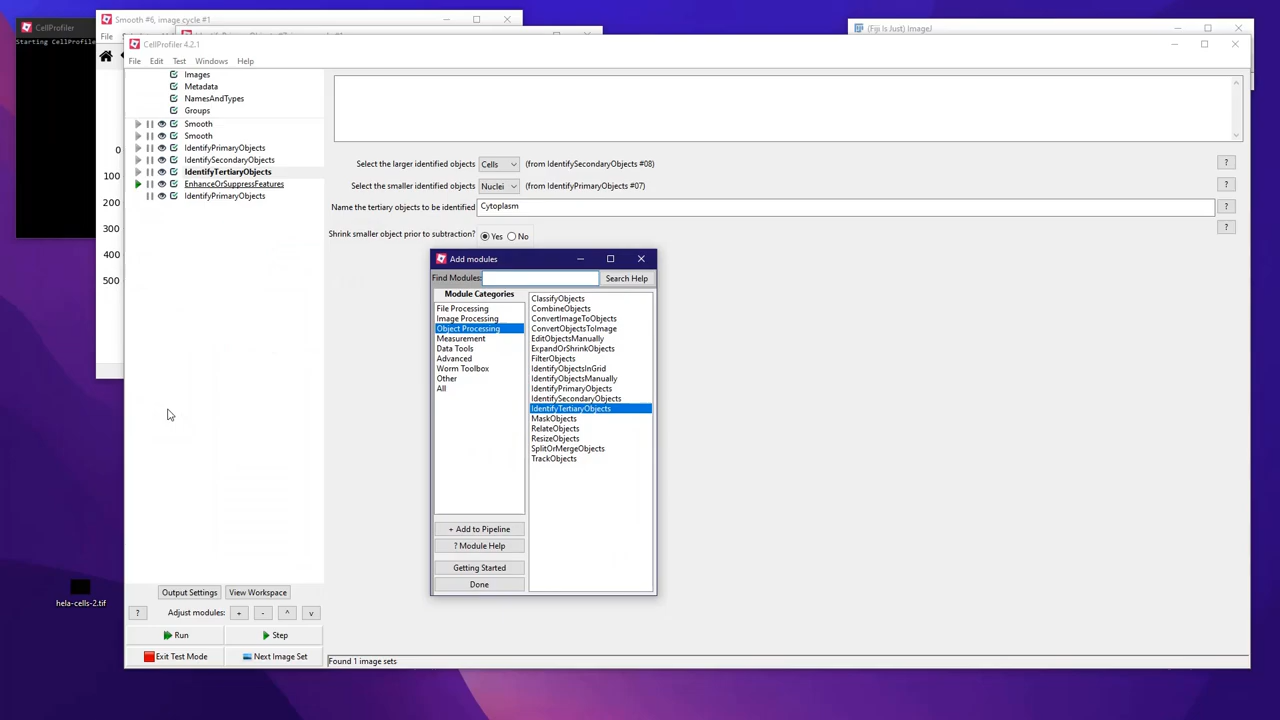 CellProfiler
Starting CellProfile
Smooth #6, image cycle #1
File
(Fiji Is Just) ImageJ
CellProfiler 4.2.1
File Edit Test Windows Help
Images
Metadata
NamesAndTypes
Groups
Smooth
Smooth
IdentifyPrimaryObjects
IdentifySecondaryObjects
IdentifyTertiaryObjects
EnhanceOrSuppressFeatures
IdentifyPrimaryObjects
0
100
200
300
400
500
Select the larger identified objects Cells (from IdentifySecondaryObjects #08) ?
Select the smaller identified objects Nuclei (from IdentifyPrimaryObjects #07) ?
Name the tertiary objects to be identified Cytoplasm ?
Shrink smaller object prior to subtraction? Yes No ?
Add modules
Find Modules: Search Help
Module Categories
File Processing
Image Processing
Object Processing
Measurement
Data Tools
Advanced
Worm Toolbox
Other
All
ClassifyObjects
CombineObjects
ConvertImageToObjects
ConvertObjectsToImage
EditObjectsManually
ExpandOrShrinkObjects
FilterObjects
IdentifyObjectsInGrid
IdentifyObjectsManually
IdentifyPrimaryObjects
IdentifySecondaryObjects
IdentifyTertiaryObjects
MaskObjects
RelateObjects
ResizeObjects
SplitOrMergeObjects
TrackObjects
+ Add to Pipeline
? Module Help
Getting Started
Done
hela-cells-2.tif
Output Settings View Workspace
? Adjust modules: + - ^ v
Run Step
Exit Test Mode Next Image Set
Found 1 image sets